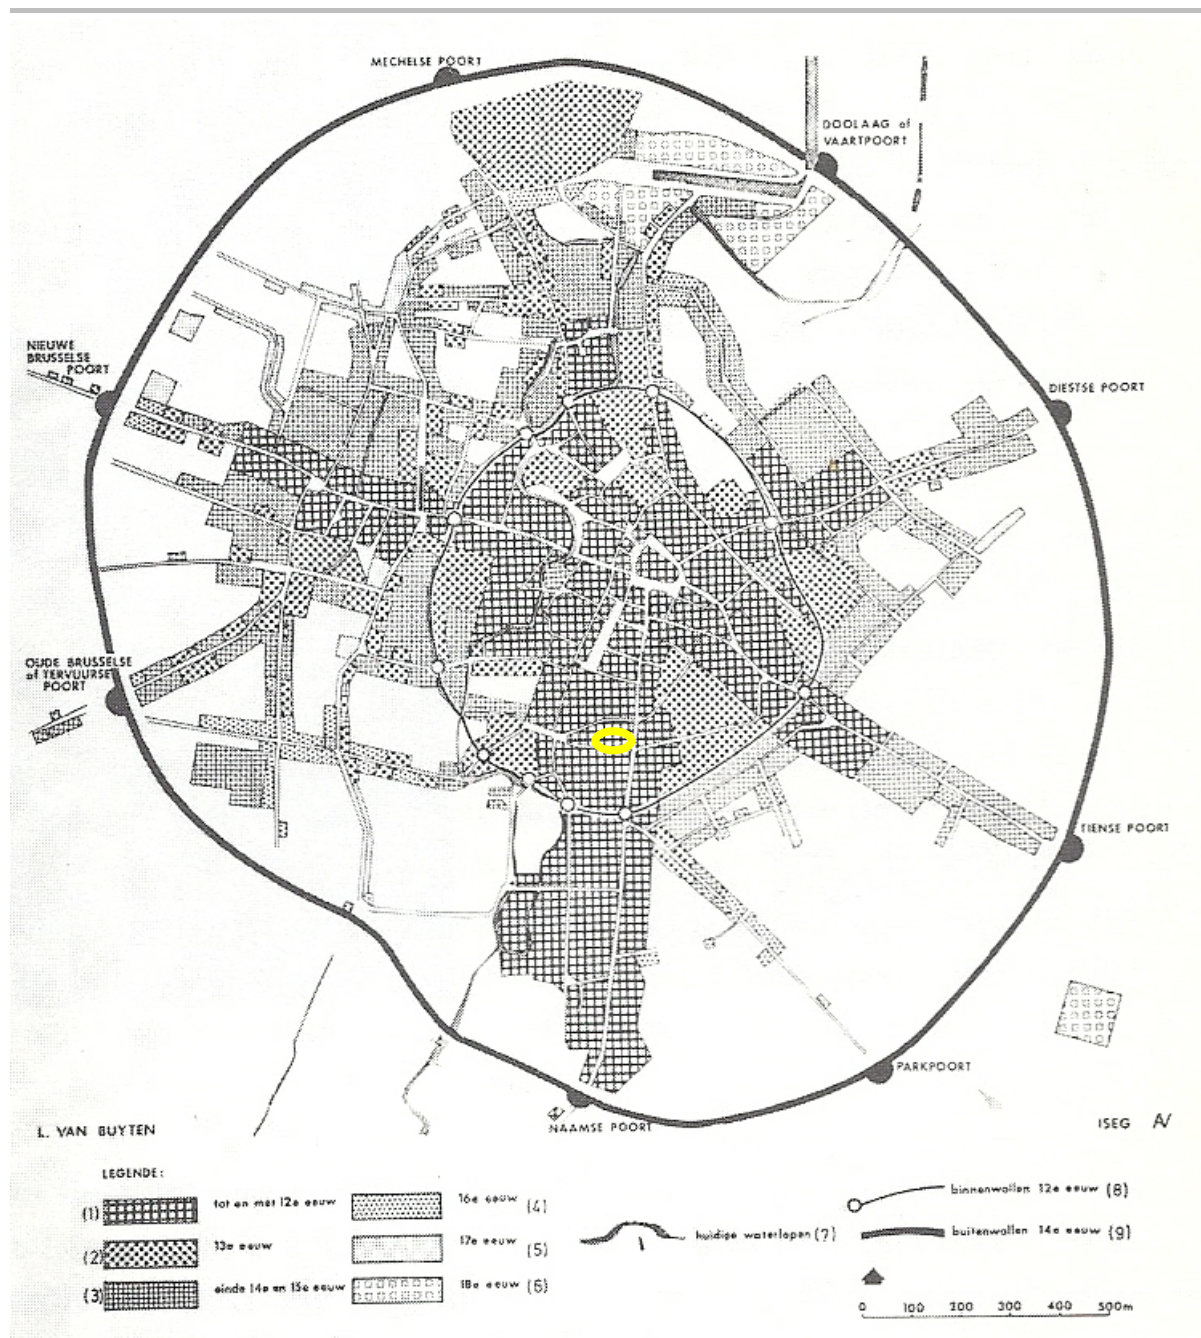 MECHELSE POORT
DOOLAAG of
VAARTPOORT
NIEUWE
BRUSSELSE
POORT
DIESTSE POORT
OUDE BRUSSELSE
of TERVUURSE
POORT
TIENSE POORT
PARKPOORT
NAAMSE POORT
L. VAN BUYTEN
ISEG
LEGENDE:
(1) tot en met 12e eeuw
(2) 13e eeuw
(3) einde 14e en 15e eeuw
16e eeuw (4)
17e eeuw (5)
18e eeuw (6)
huidige waterlopen (7)
binnenwallen 12e eeuw (8)
buitenwallen 14e eeuw (9)
0 100 200 300 400 500m